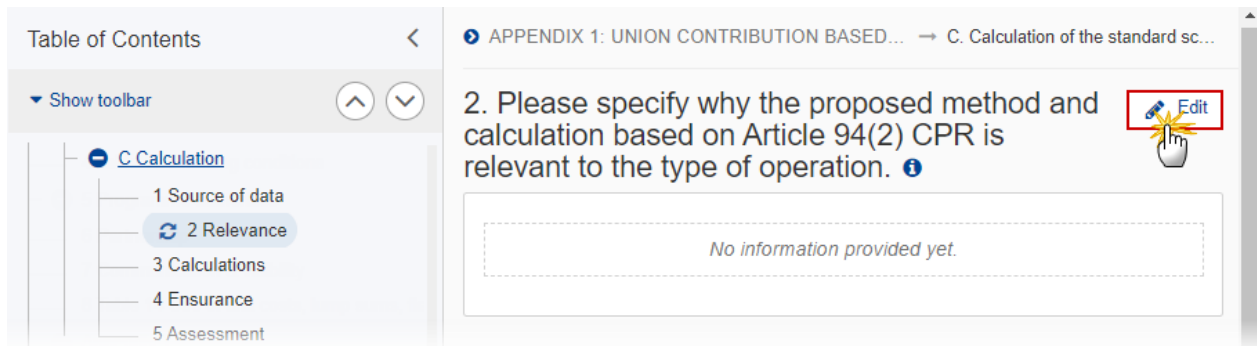 Table of Contents
Show toolbar
C Calculation
1 Source of data
2 Relevance
3 Calculations
4 Ensurance
5 Assessment
APPENDIX 1: UNION CONTRIBUTION BASED... → C. Calculation of the standard sc...
2. Please specify why the proposed method and
calculation based on Article 94(2) CPR is
relevant to the type of operation.
Edit
No information provided yet.